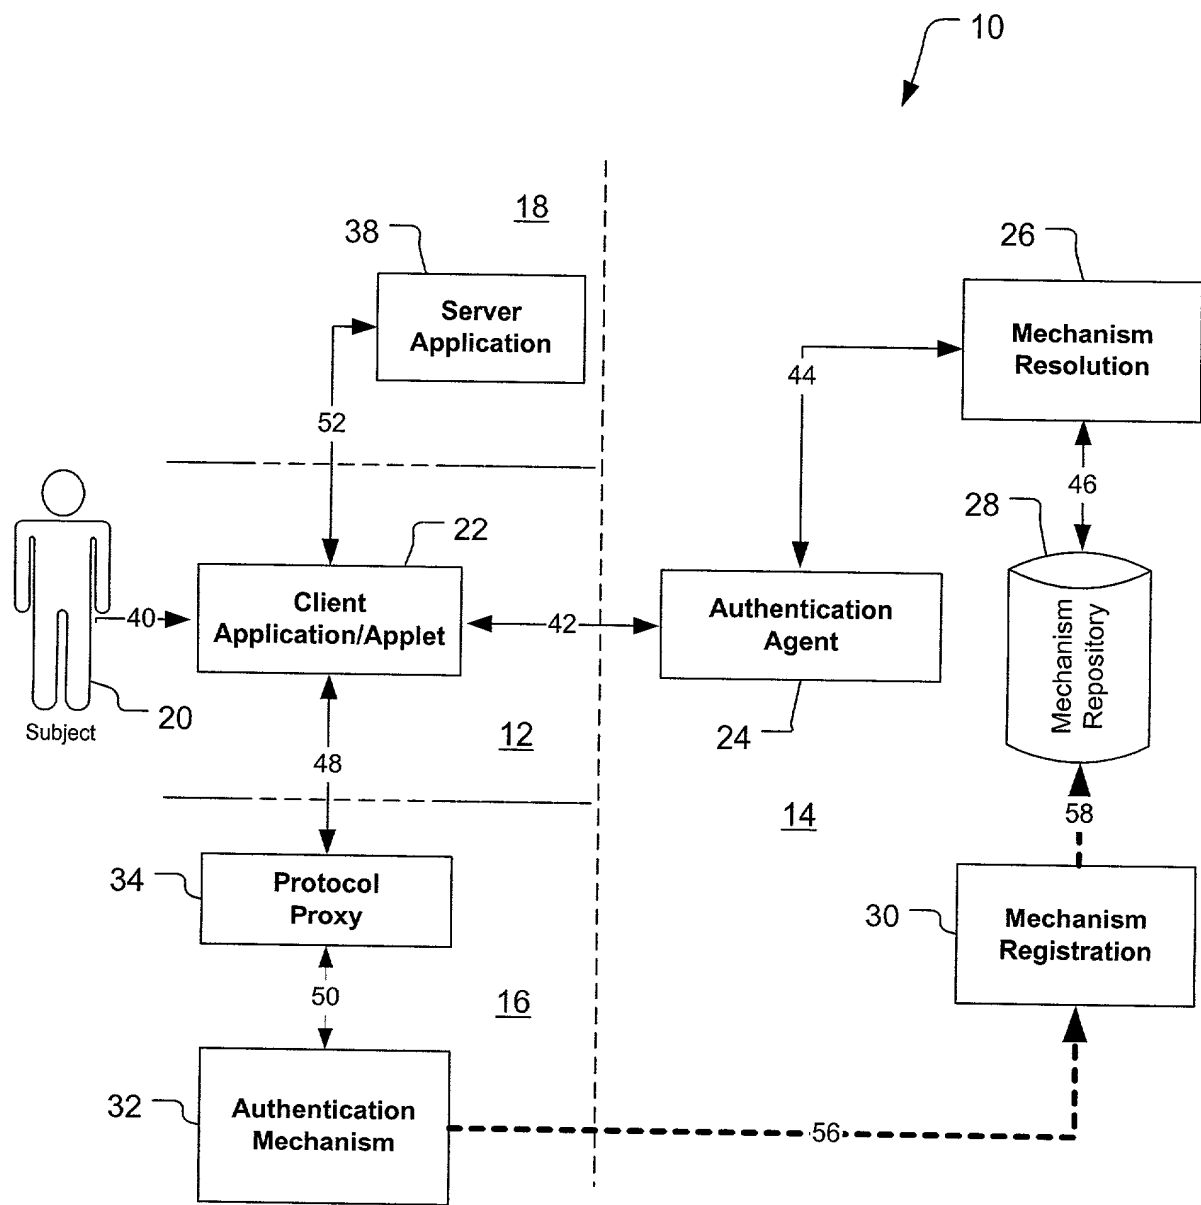 10
18
38
Server
Application
26
Mechanism
Resolution
44
52
46
28
22
Client
Application/Applet
40
42
Authentication
Agent
Mechanism
Repository
20
Subject
12
24
48
14
58
34
Protocol
Proxy
30
Mechanism
Registration
50
16
32
Authentication
Mechanism
56